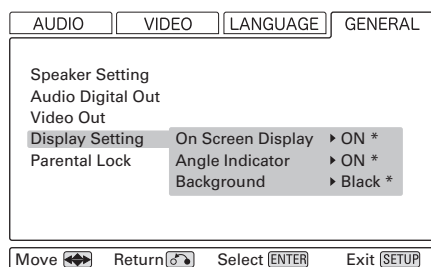 AUDIO VIDEO LANGUAGE GENERAL
Speaker Setting
Audio Digital Out
Video Out
Display Setting On Screen Display ▶ ON *
Parental Lock Angle Indicator ▶ ON *
Background ▶ Black *
Move Return Select ENTER Exit SETUP